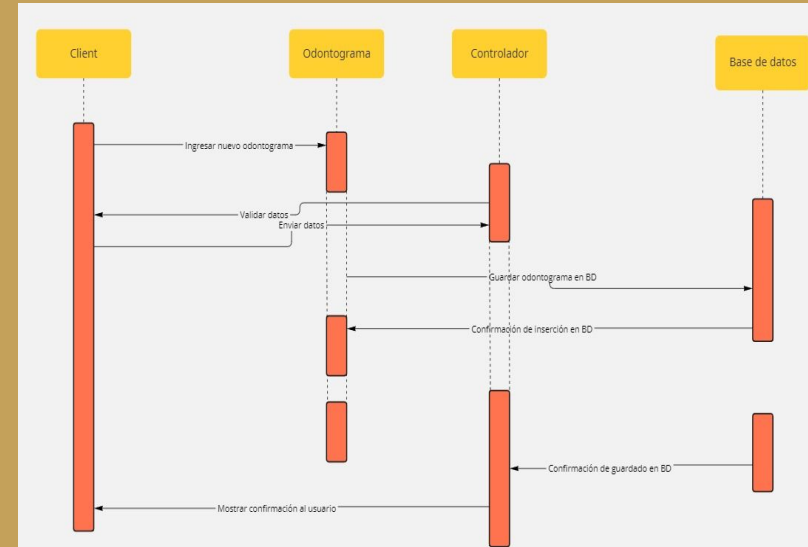 Client
Odontograma
Controlador
Base de datos
Ingresar nuevo odontograma
Validar datos
Enviar datos
Guardar odontograma en BD
Confirmación de inserción en BD
Confirmación de guardado en BD
Mostrar confirmación al usuario